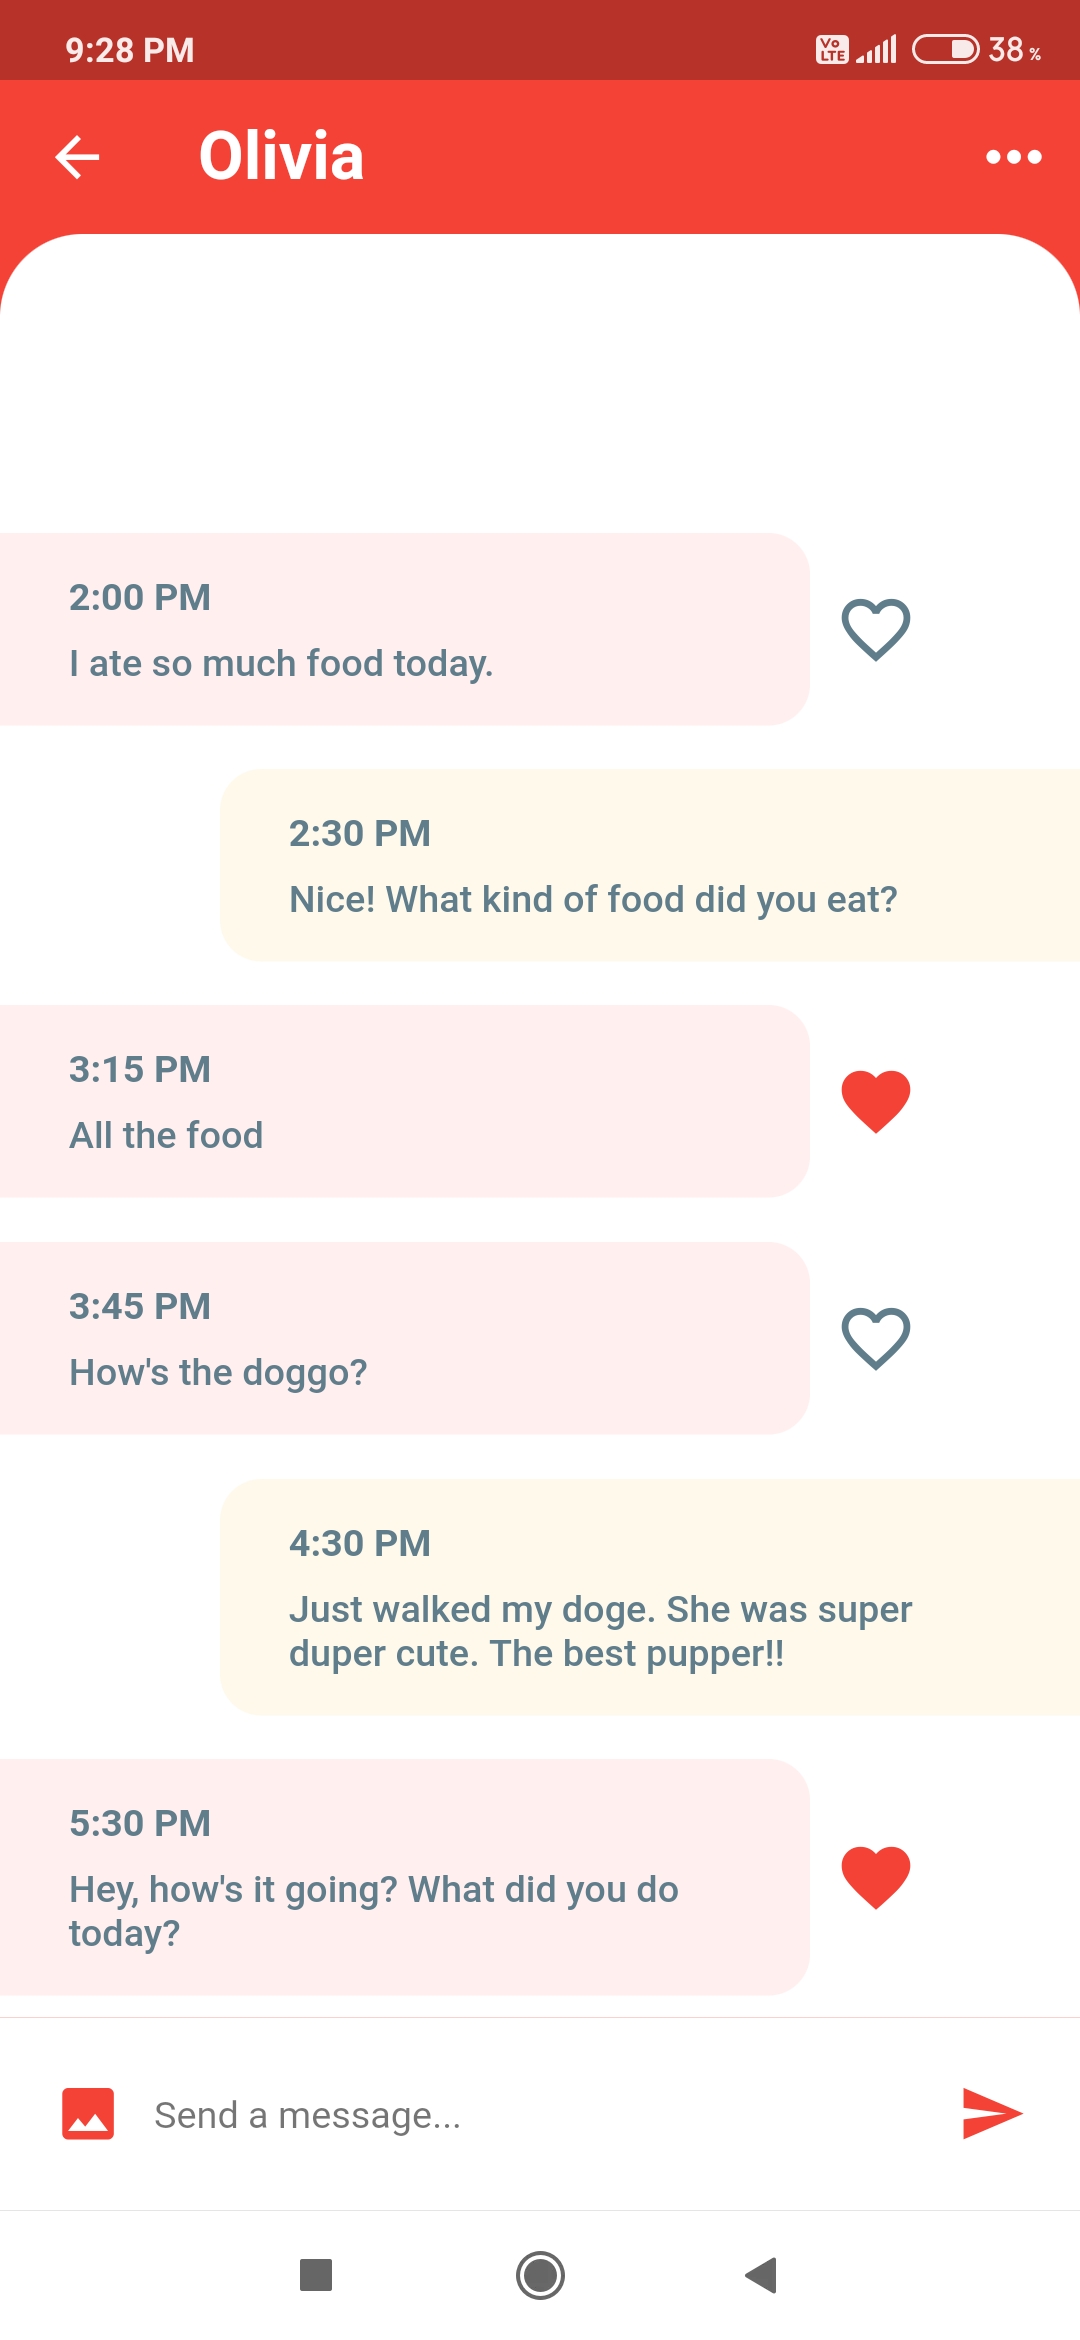 9:28 PM
Vo LTE
38%
Olivia
2:00 PM
I ate so much food today.
2:30 PM
Nice! What kind of food did you eat?
3:15 PM
All the food
3:45 PM
How's the doggo?
4:30 PM
Just walked my doge. She was super
duper cute. The best pupper!!
5:30 PM
Hey, how's it going? What did you do
today?
Send a message...